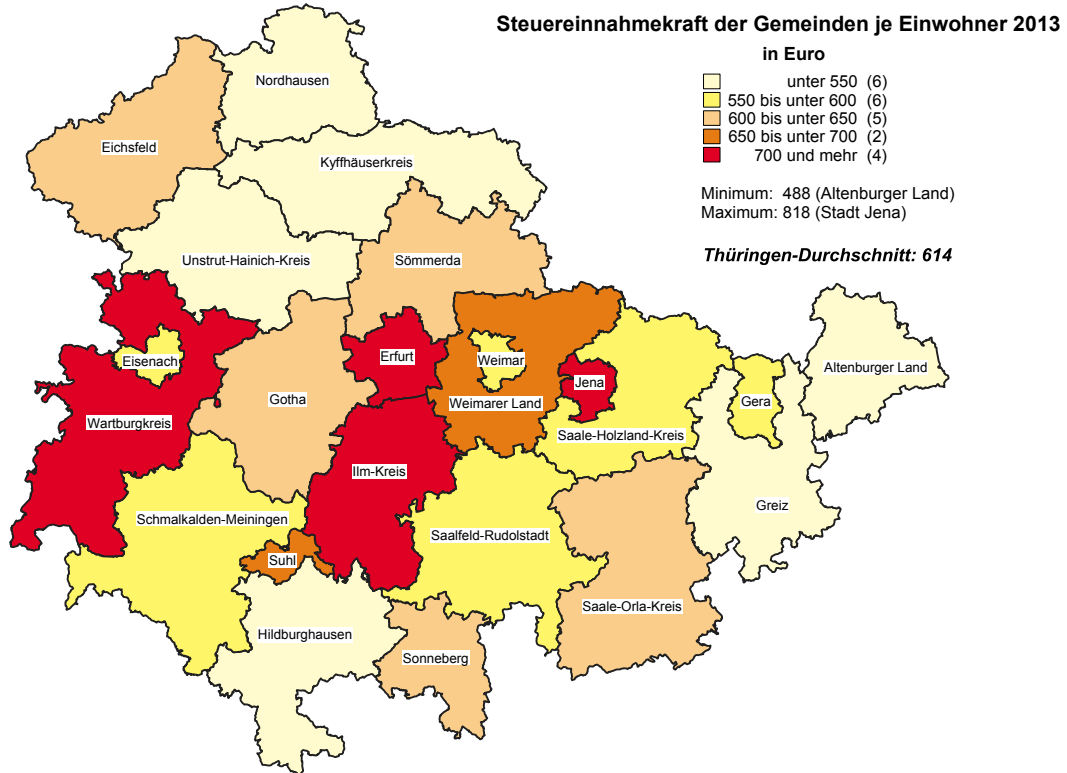 Steuereinnahmekraft der Gemeinden je Einwohner 2013
in Euro
unter 550 (6)
550 bis unter 600 (6)
600 bis unter 650 (5)
650 bis unter 700 (2)
700 und mehr (4)
Minimum: 488 (Altenburger Land)
Maximum: 818 (Stadt Jena)
Thüringen-Durchschnitt: 614
Nordhausen
Eichsfeld
Kyffhäuserkreis
Unstrut-Hainich-Kreis
Sömmerda
Eisenach
Erfurt
Weimar
Jena
Altenburger Land
Gotha
Weimarer Land
Gera
Wartburgkreis
Saale-Holzland-Kreis
Ilm-Kreis
Greiz
Schmalkalden-Meiningen
Saalfeld-Rudolstadt
Suhl
Saale-Orla-Kreis
Hildburghausen
Sonneberg